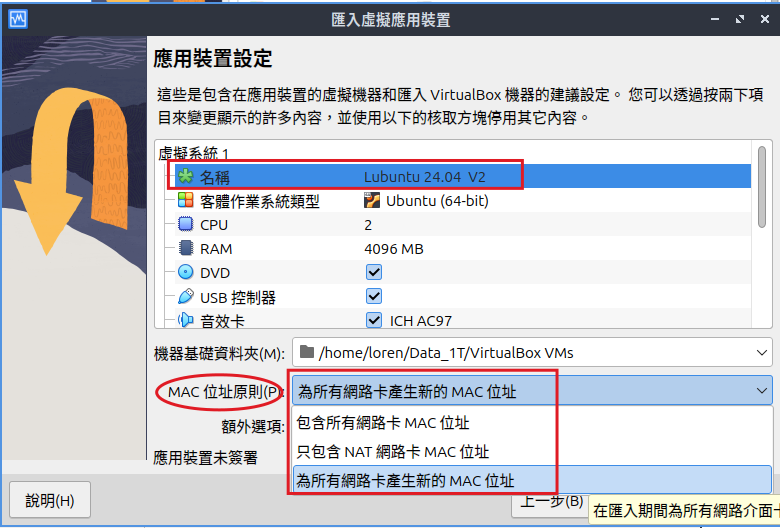 匯入虛擬應用裝置
應用裝置設定
這些是包含在應用裝置的虛擬機器和匯入 VirtualBox 機器的建議設定。 您可以透過按兩下項
目來變更顯示的許多內容，並使用以下的核取方塊停用其它內容。
虛擬系統 1
名稱 Lubuntu 24.04 V2
客體作業系統類型 Ubuntu (64-bit)
CPU 2
RAM 4096 MB
DVD
USB 控制器
音效卡 ICH AC97
機器基礎資料夾(M): /home/loren/Data_1T/VirtualBox VMs
MAC 位址原則(P): 為所有網路卡產生新的 MAC 位址
包含所有網路卡 MAC 位址
額外選項:
只包含 NAT 網路卡 MAC 位址
應用裝置未簽署
為所有網路卡產生新的 MAC 位址
說明(H)
上一步(B)
在匯入期間為所有網路介面